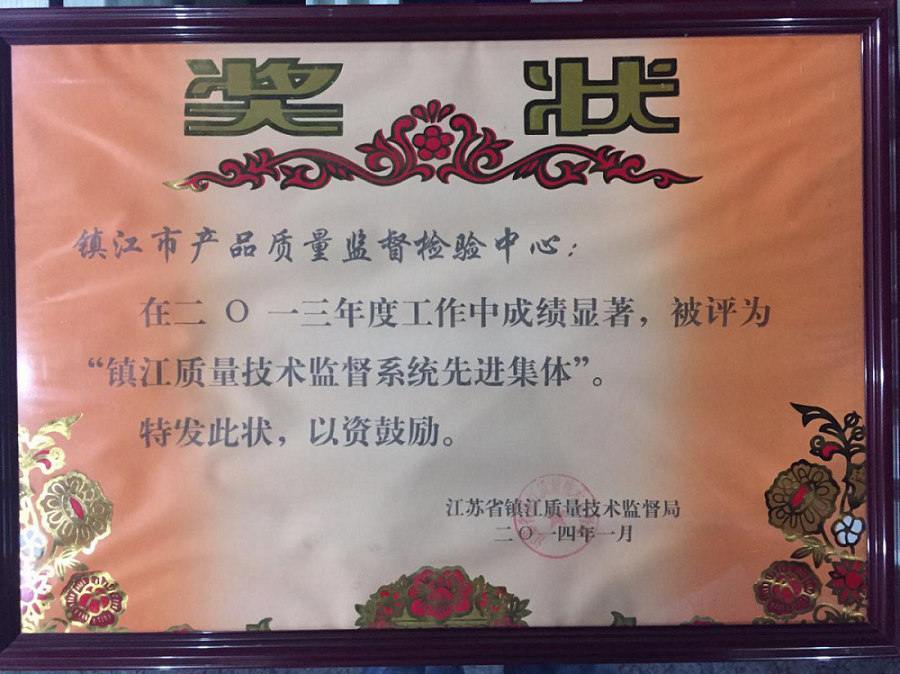 奖状
镇江市产品质量监督检验中心：
在二〇一三年度工作中成绩显著，被评为
“镇江质量技术监督系统先进集体”。
特发此状，以资鼓励。
江苏省镇江质量技术监督局
二〇一四年一月